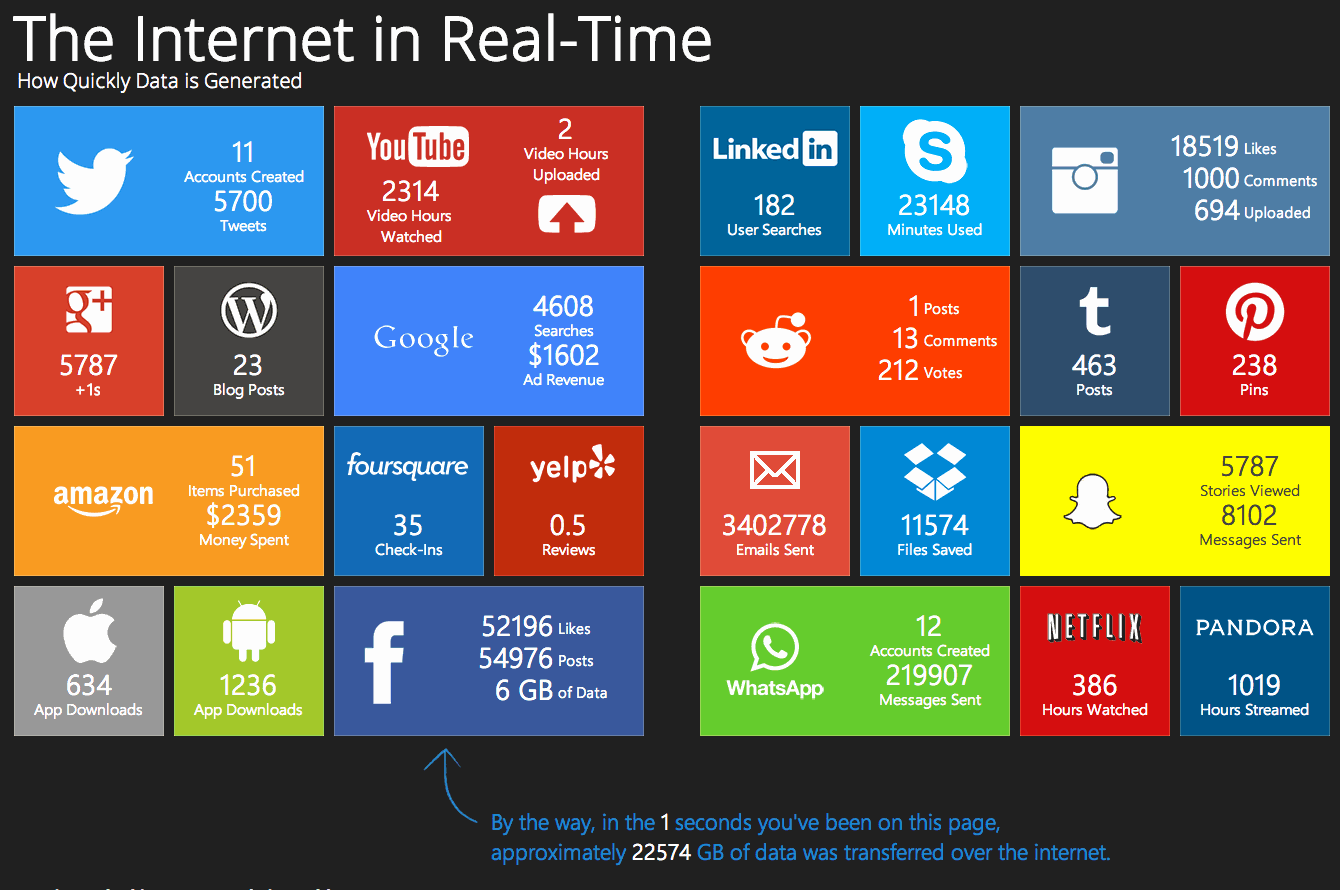 The Internet in Real-Time
How Quickly Data is Generated
11
Accounts Created
5700
Tweets
YouTube
2314
Video Hours
Watched
2
Video Hours
Uploaded
LinkedIn
182
User Searches
S
23148
Minutes Used
18519 Likes
1000 Comments
694 Uploaded
g+
5787
+1s
W
23
Blog Posts
Google
4608
Searches
$1602
Ad Revenue
1 Posts
13 Comments
212 Votes
t
463
Posts
P
238
Pins
amazon
51
Items Purchased
$2359
Money Spent
foursquare
35
Check-Ins
yelp
0.5
Reviews
3402778
Emails Sent
11574
Files Saved
5787
Stories Viewed
8102
Messages Sent
634
App Downloads
1236
App Downloads
f
52196 Likes
54976 Posts
6 GB of Data
WhatsApp
12
Accounts Created
219907
Messages Sent
NETFLIX
386
Hours Watched
PANDORA
1019
Hours Streamed
By the way, in the 1 seconds you've been on this page,
approximately 22574 GB of data was transferred over the internet.